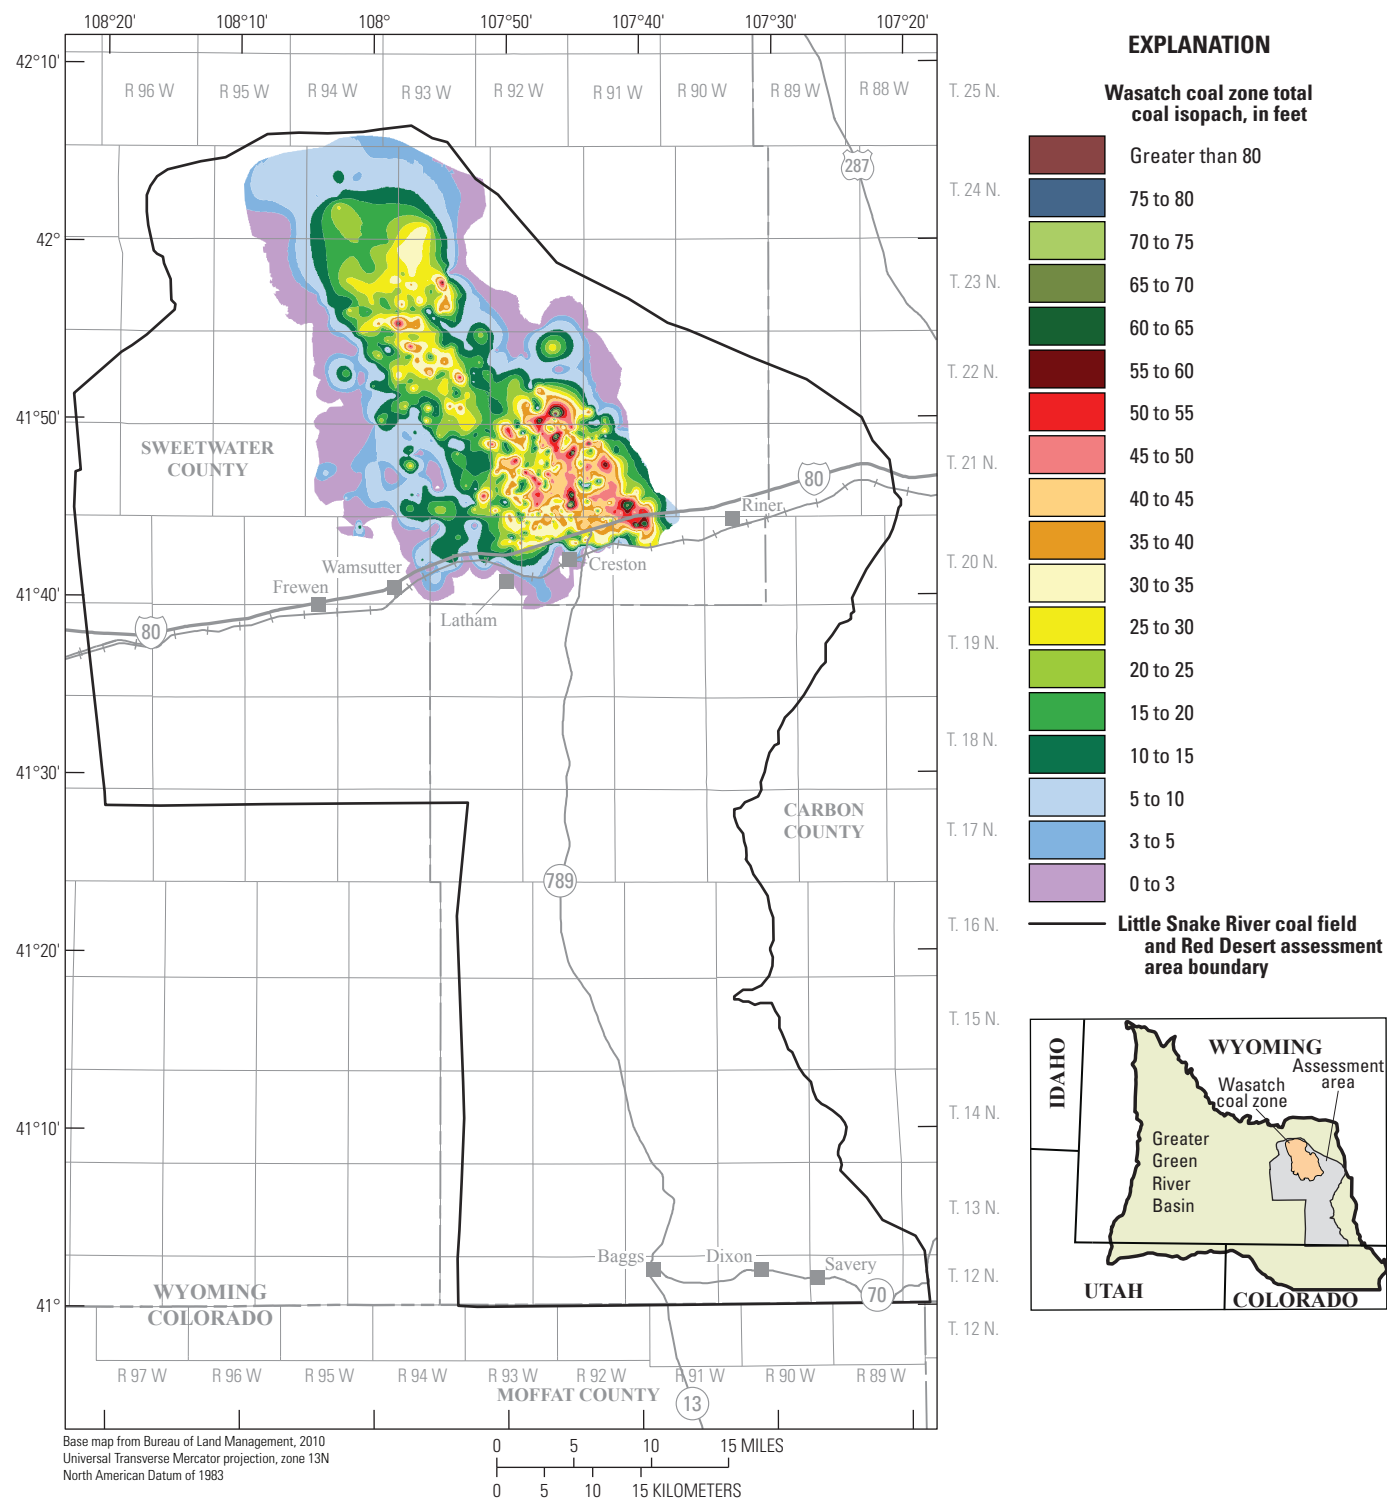 108°20' 108°10' 108° 107°50' 107°40' 107°30' 107°20'
42°10'
R 96 W R 95 W R 94 W R 93 W R 92 W R 91 W R 90 W R 89 W R 88 W T. 25 N.
287
T. 24 N.
42°
T. 23 N.
T. 22 N.
41°50'
SWEETWATER
COUNTY
T. 21 N.
80
Riner
T. 20 N.
Wamsutter
Creston
Frewen
41°40'
Latham
80
T. 19 N.
T. 18 N.
41°30'
CARBON
COUNTY
T. 17 N.
789
T. 16 N.
41°20'
T. 15 N.
T. 14 N.
41°10'
T. 13 N.
Baggs Dixon Savery
T. 12 N.
70
WYOMING
41°
COLORADO
T. 12 N.
R 97 W R 96 W R 95 W R 94 W R 93 W R 92 W R 91 W R 90 W R 89 W
MOFFAT COUNTY
13
Base map from Bureau of Land Management, 2010
Universal Transverse Mercator projection, zone 13N
North American Datum of 1983
0 5 10 15 MILES
0 5 10 15 KILOMETERS
EXPLANATION
Wasatch coal zone total
coal isopach, in feet
Greater than 80
75 to 80
70 to 75
65 to 70
60 to 65
55 to 60
50 to 55
45 to 50
40 to 45
35 to 40
30 to 35
25 to 30
20 to 25
15 to 20
10 to 15
5 to 10
3 to 5
0 to 3
Little Snake River coal field
and Red Desert assessment
area boundary
IDAHO
WYOMING
Assessment
area
Wasatch
coal zone
Greater
Green
River
Basin
UTAH
COLORADO